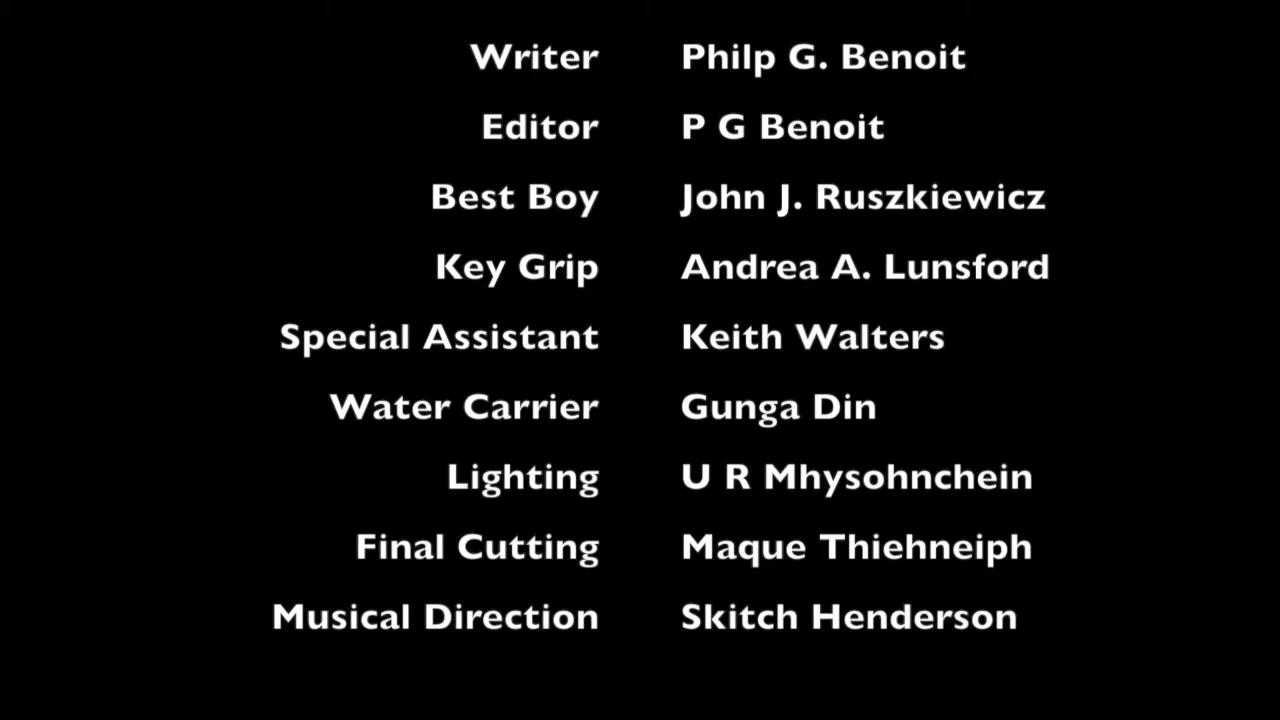 Writer Philp G. Benoit
Editor P G Benoit
Best Boy John J. Ruszkiewicz
Key Grip Andrea A. Lunsford
Special Assistant Keith Walters
Water Carrier Gunga Din
Lighting U R Mhysohnchein
Final Cutting Maque Thiehneiph
Musical Direction Skitch Henderson